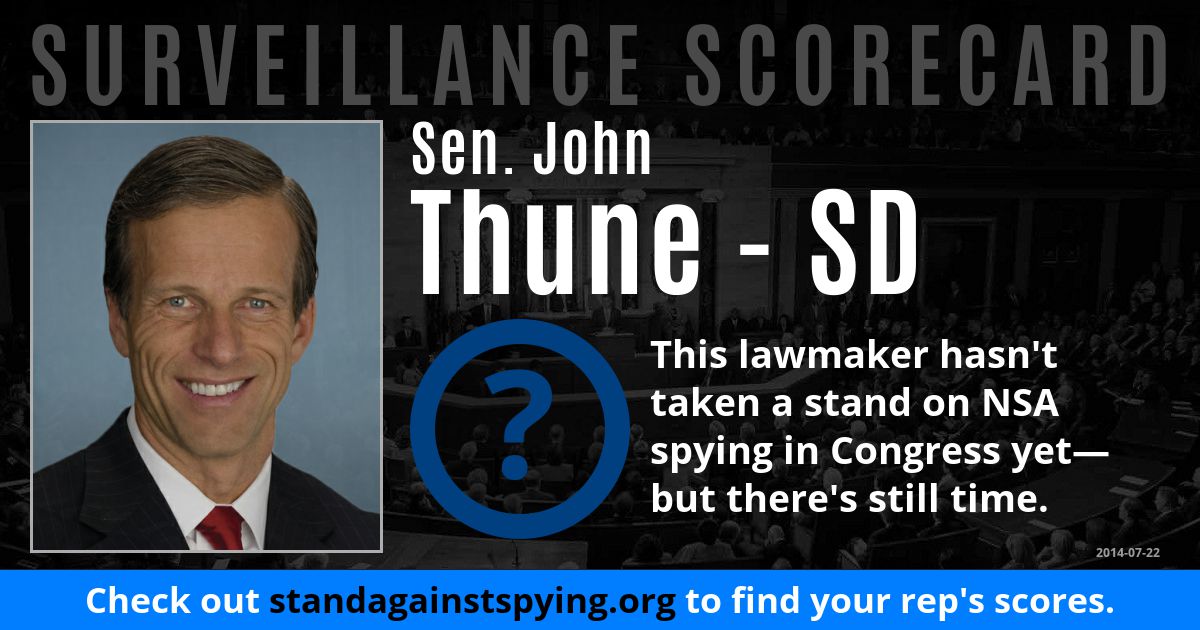 SURVEILLANCE SCORECARD
Sen. John
Thune - SD
?
This lawmaker hasn't
taken a stand on NSA
spying in Congress yet—
but there's still time.
2014-07-22
Check out standagainstspying.org to find your rep's scores.